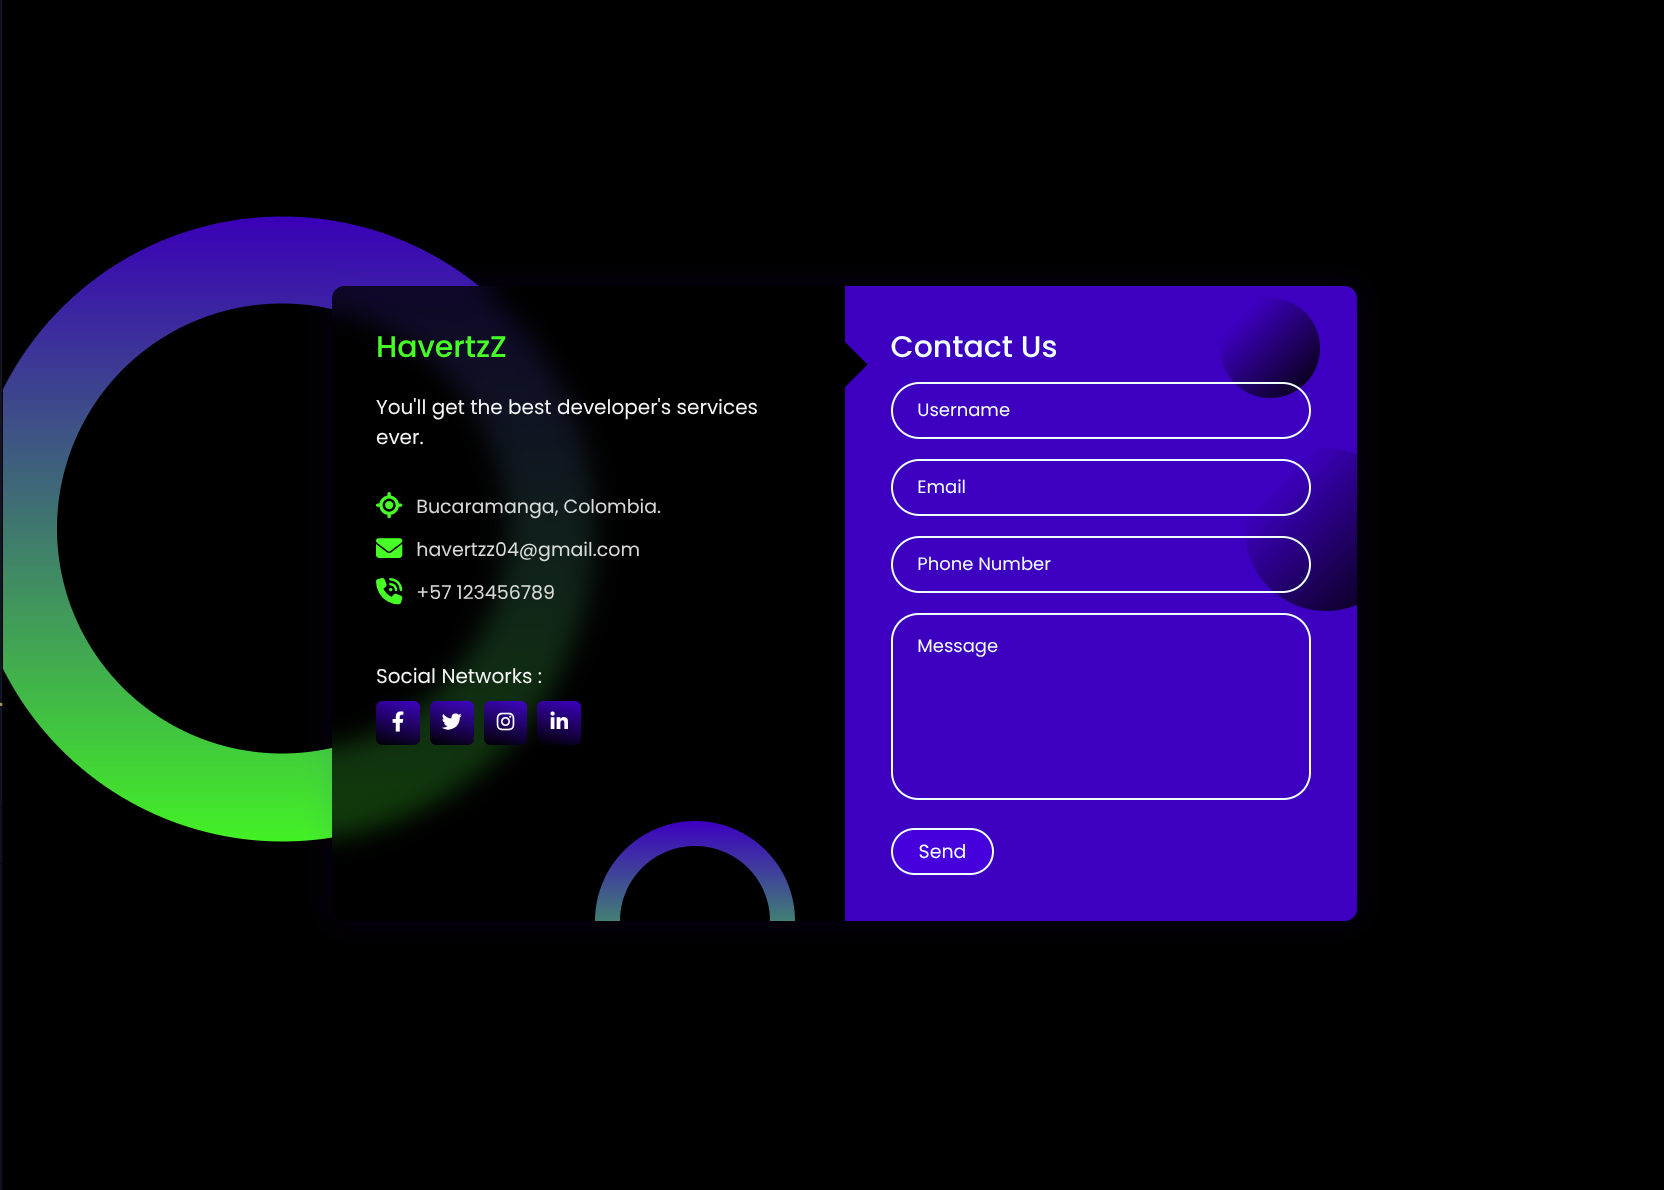 HavertzZ
You'll get the best developer's services
ever.
Bucaramanga, Colombia.
havertzz04@gmail.com
+57 123456789
Social Networks :
Contact Us
Username
Email
Phone Number
Message
Send